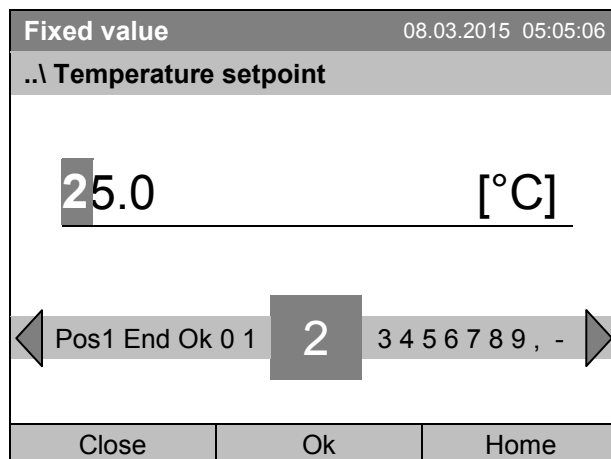 Fixed value 08.03.2015 05:05:06
..\ Temperature setpoint
25.0 [°C]
Pos1 End Ok 0 1 2 3 4 5 6 7 8 9 , -
Close Ok Home